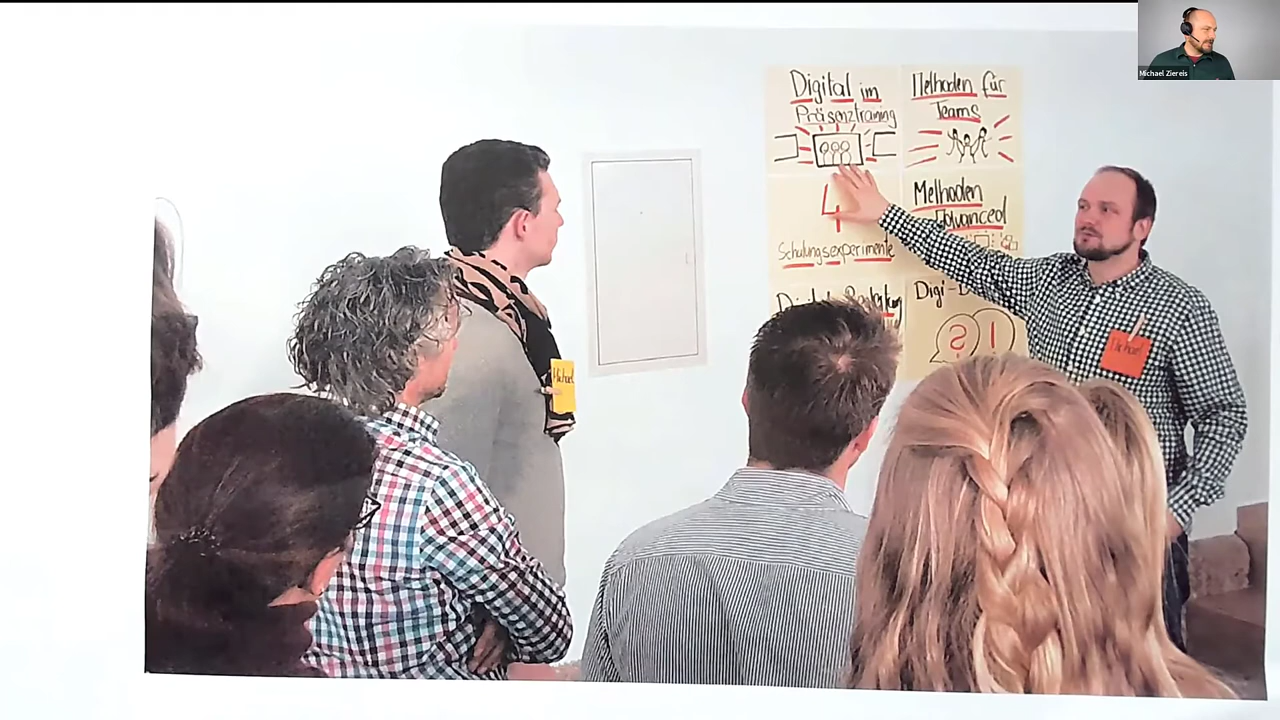 Michael Ziereis
Digital im
Präsenztraining
Methoden für
Teams
4
Schulungsexperimente
Methoden
Advanced
Digi-
Michael
Michael